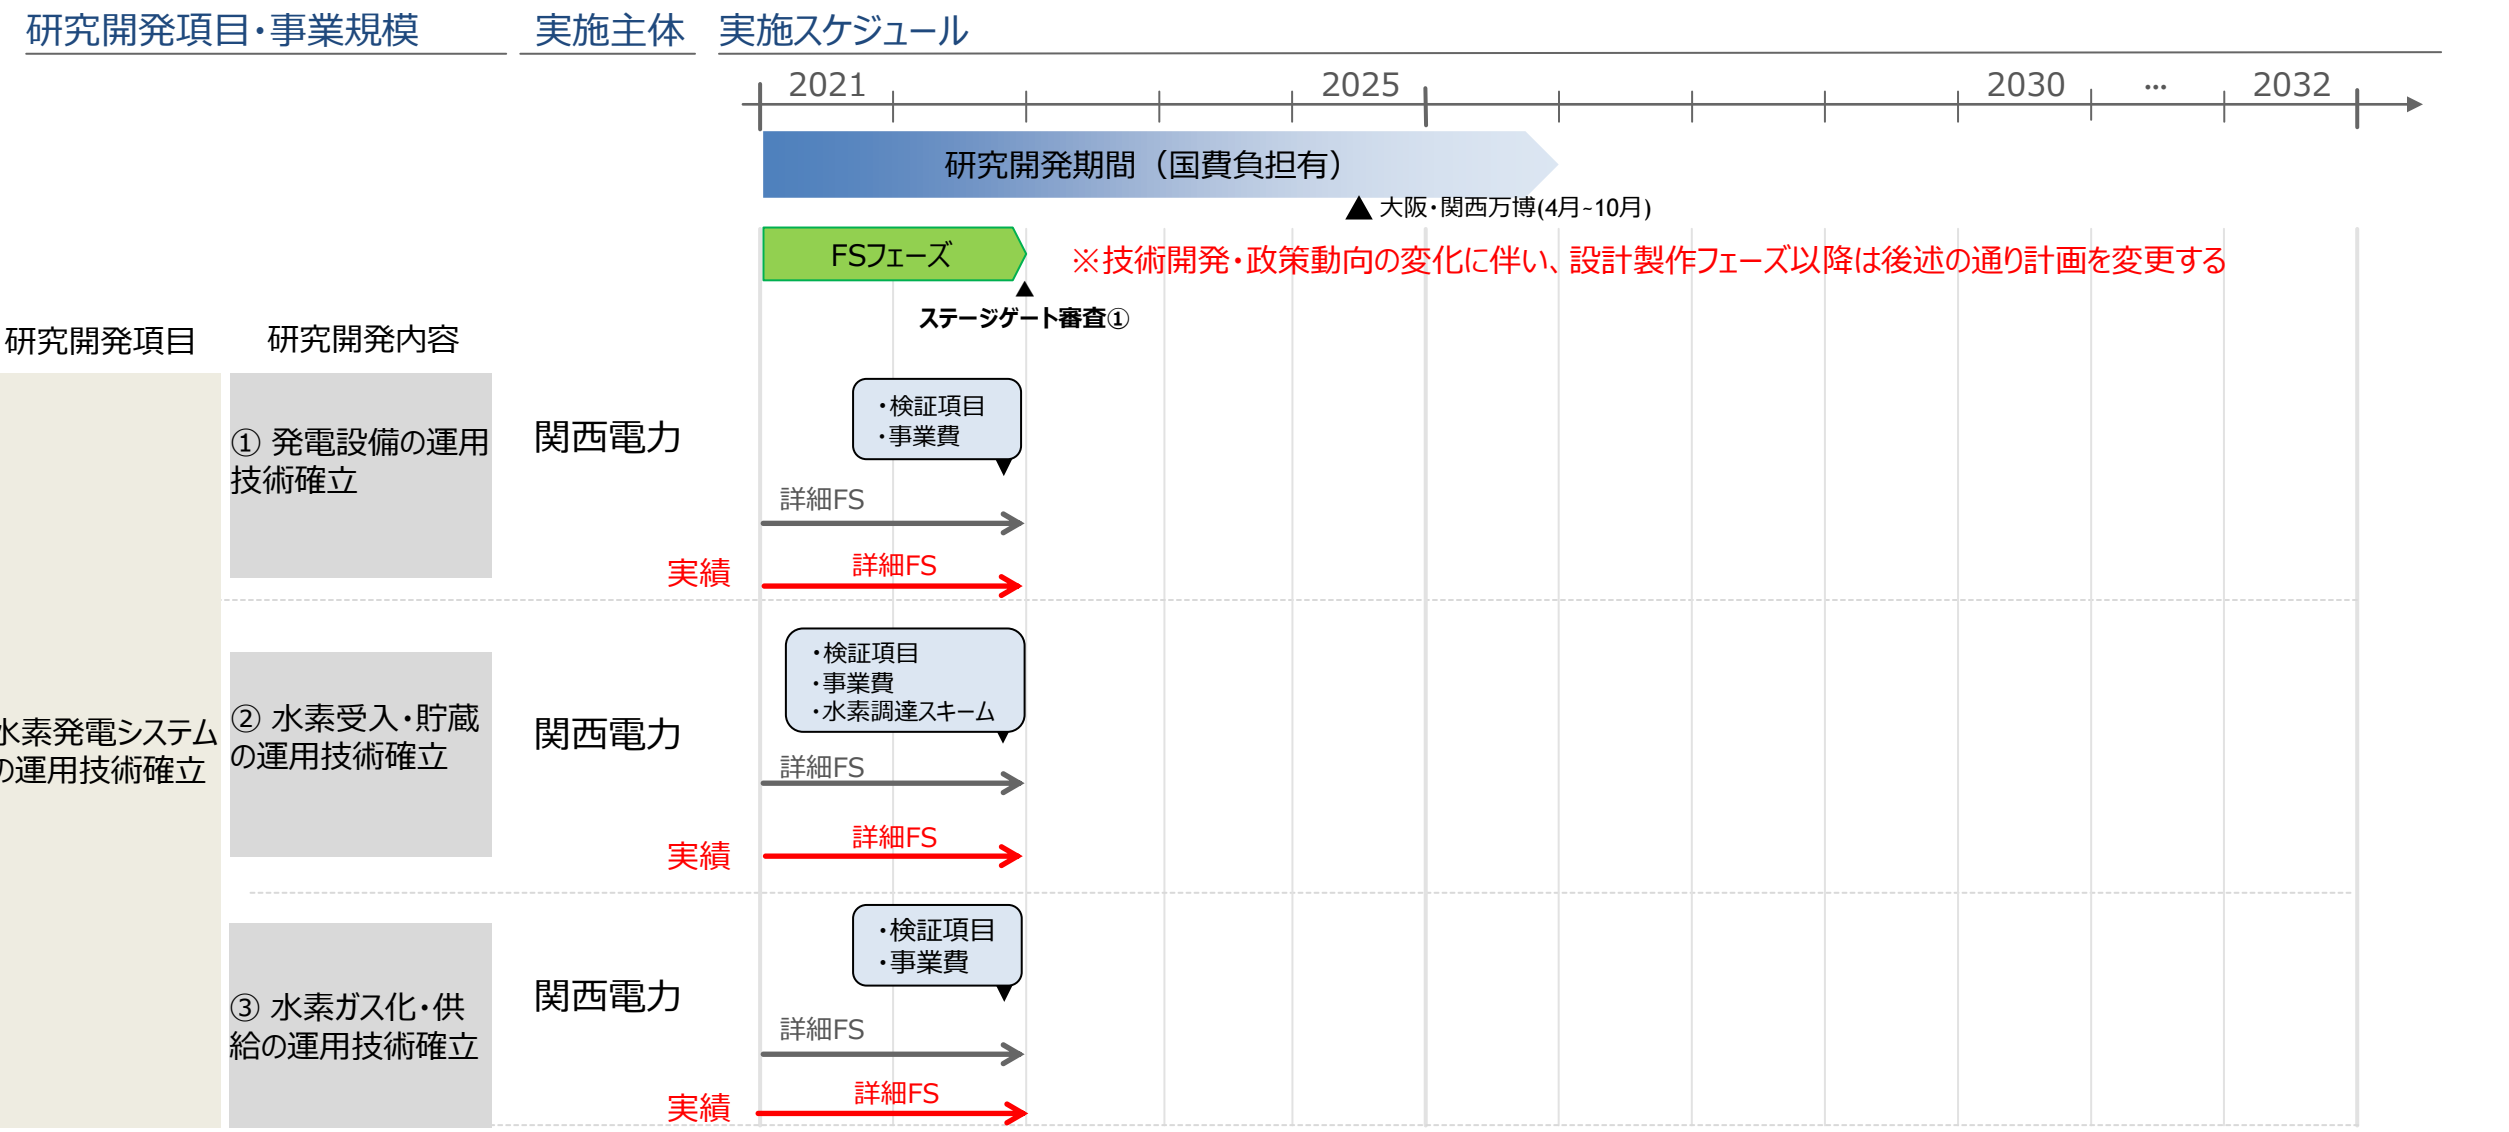 研究開発項目・事業規模
実施主体
実施スケジュール
2021
2025
2030
…
2032
研究開発期間（国費負担有）
▲ 大阪・関西万博(4月~10月)
FSフェーズ
※技術開発・政策動向の変化に伴い、設計製作フェーズ以降は後述の通り計画を変更する
ステージゲート審査①
研究開発項目
研究開発内容
水素発電システム
の運用技術確立
① 発電設備の運用
技術確立
関西電力
・検証項目
・事業費
詳細FS
実績
詳細FS
② 水素受入・貯蔵
の運用技術確立
関西電力
・検証項目
・事業費
・水素調達スキーム
詳細FS
実績
詳細FS
③ 水素ガス化・供
給の運用技術確立
関西電力
・検証項目
・事業費
詳細FS
実績
詳細FS